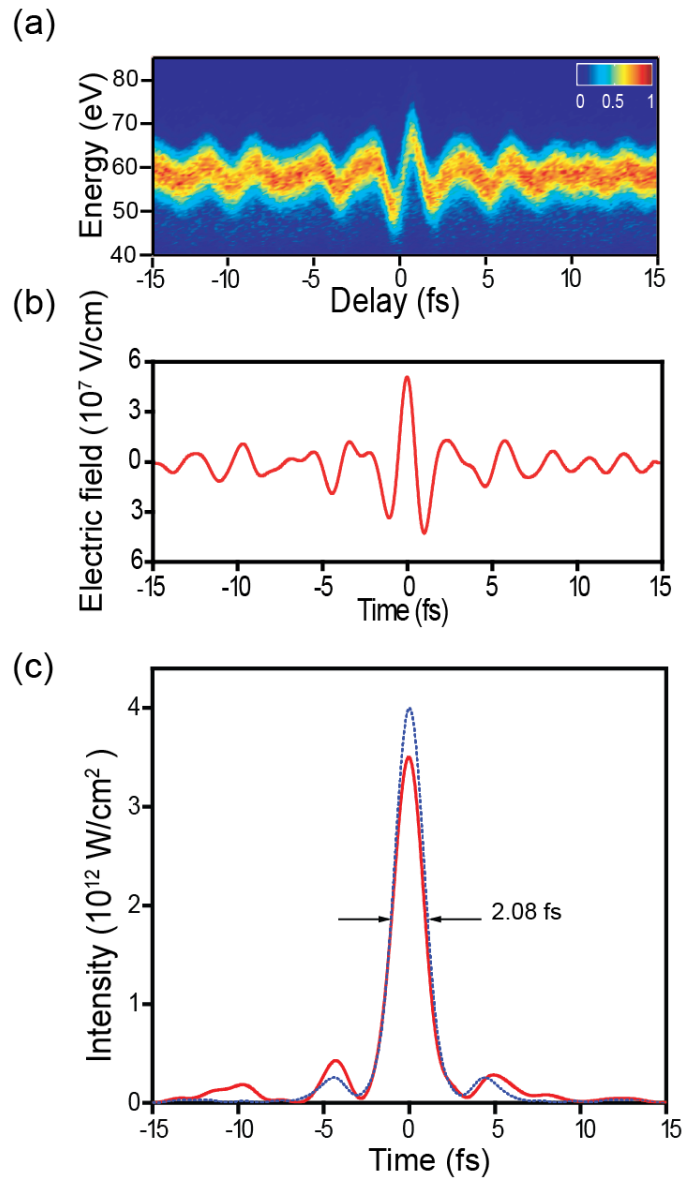 (a)
Energy (eV)
80
70
60
50
40
0 0.5 1
-15 -10 -5 0 5 10 15
Delay (fs)
(b)
Electric field (10⁷ V/cm)
6
3
0
3
6
-15 -10 -5 0 5 10 15
Time (fs)
(c)
Intensity (10¹² W/cm²)
4
3
2
1
0
2.08 fs
-15 -10 -5 0 5 10 15
Time (fs)